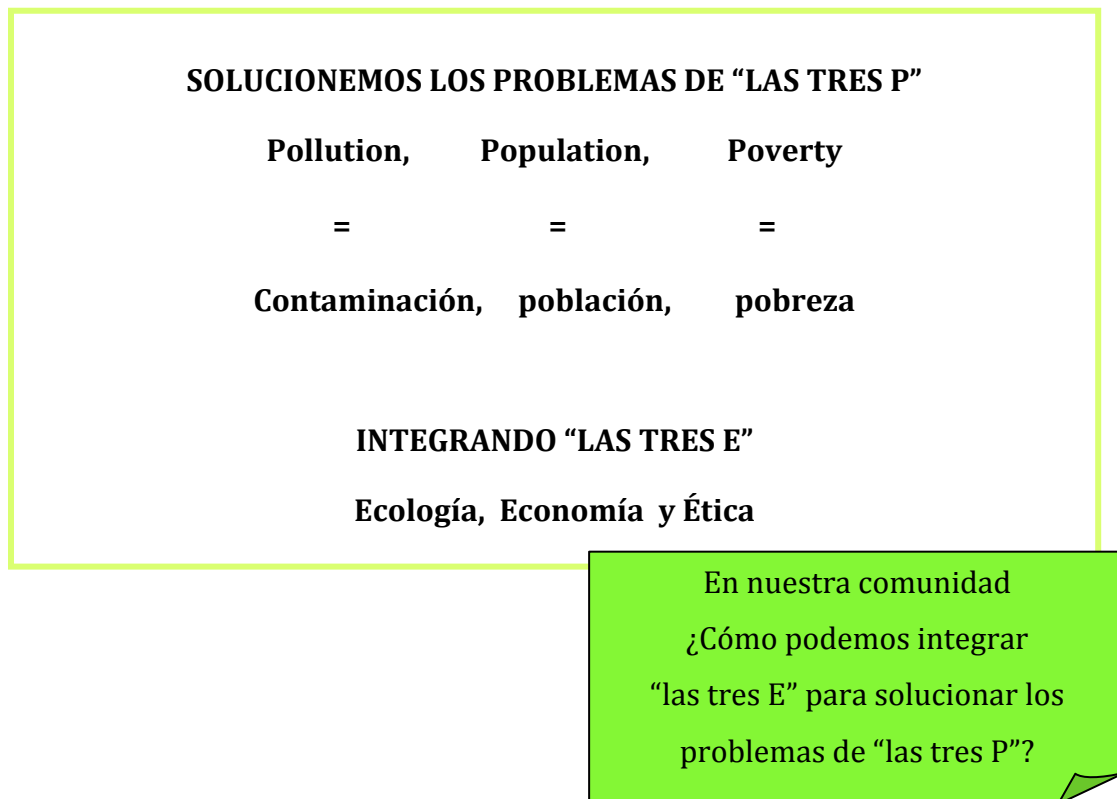 SOLUCIONEMOS LOS PROBLEMAS DE “LAS TRES P”
Pollution, Population, Poverty
= = =
Contaminación, población, pobreza
INTEGRANDO “LAS TRES E”
Ecología, Economía y Ética
En nuestra comunidad
¿Cómo podemos integrar
“las tres E” para solucionar los
problemas de “las tres P”?